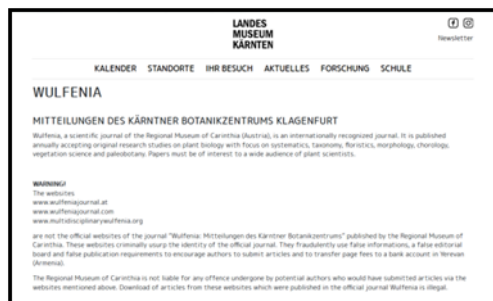 LANDES
MUSEUM
KÄRNTEN
Newsletter
KALENDER STANDORTE IHR BESUCH AKTUELLES FORSCHUNG SCHULE
WULFENIA
MITTEILUNGEN DES KÄRNTNER BOTANIKZENTRUMS KLAGENFURT
Wulfenia, a scientific journal of the Regional Museum of Carinthia (Austria), is an internationally recognized journal. It is published
annually accepting original research studies on plant biology with focus on systematics, taxonomy, floristics, morphology, chorology,
vegetation science and paleobotany. Papers must be of interest to a wide audience of plant scientists.
WARNING!
The websites
www.wulfeniajournal.at
www.wulfeniajournal.com
www.multidisciplinarywulfenia.org
are not the official websites of the journal "Wulfenia: Mitteilungen des Kärntner Botanikzentrums" published by the Regional Museum of
Carinthia. These websites criminally usurp the identity of the official journal. They fraudulently use false informations, a false editorial
board and false publication requirements to encourage authors to submit articles and to transfer page fees to a bank account in Yerevan
(Armenia).
The Regional Museum of Carinthia is not liable for any offence undergone by potential authors who would have submitted articles via the
websites mentioned above. Download of articles from these websites which were published in the official journal Wulfenia is illegal.